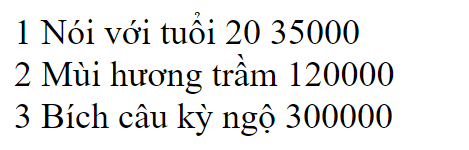 1 Nói với tuổi 20 35000
2 Mùi hương trầm 120000
3 Bích câu kỳ ngộ 300000